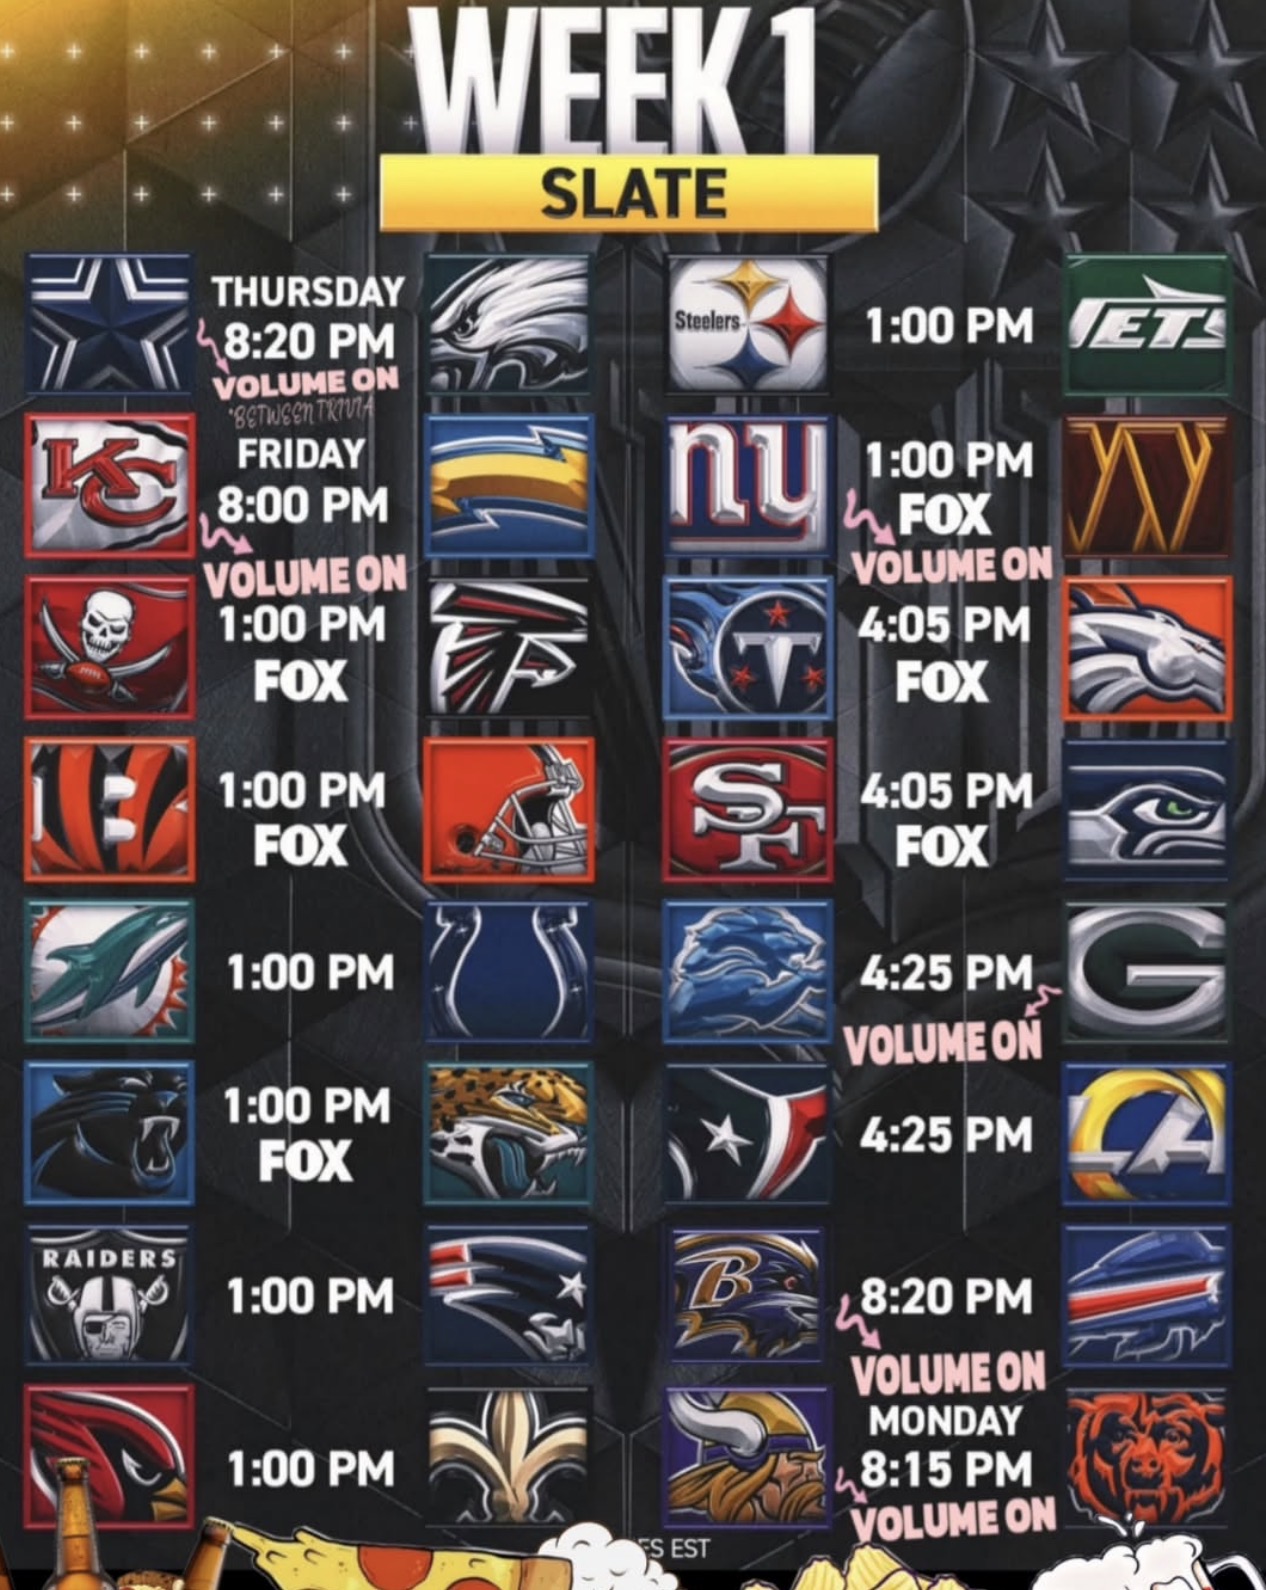 WEEK 1
SLATE
THURSDAY
8:20 PM
VOLUME ON
*BETWEEN TRIVIA
KC
FRIDAY
8:00 PM
VOLUME ON
1:00 PM
FOX
B
1:00 PM
FOX
1:00 PM
1:00 PM
FOX
RAIDERS
1:00 PM
1:00 PM
Steelers
1:00 PM
JETS
ny
1:00 PM
FOX
W
VOLUME ON
T
4:05 PM
FOX
SF
4:05 PM
FOX
4:25 PM
G
VOLUME ON
4:25 PM
LA
B
8:20 PM
VOLUME ON
MONDAY
8:15 PM
VOLUME ON
ES EST